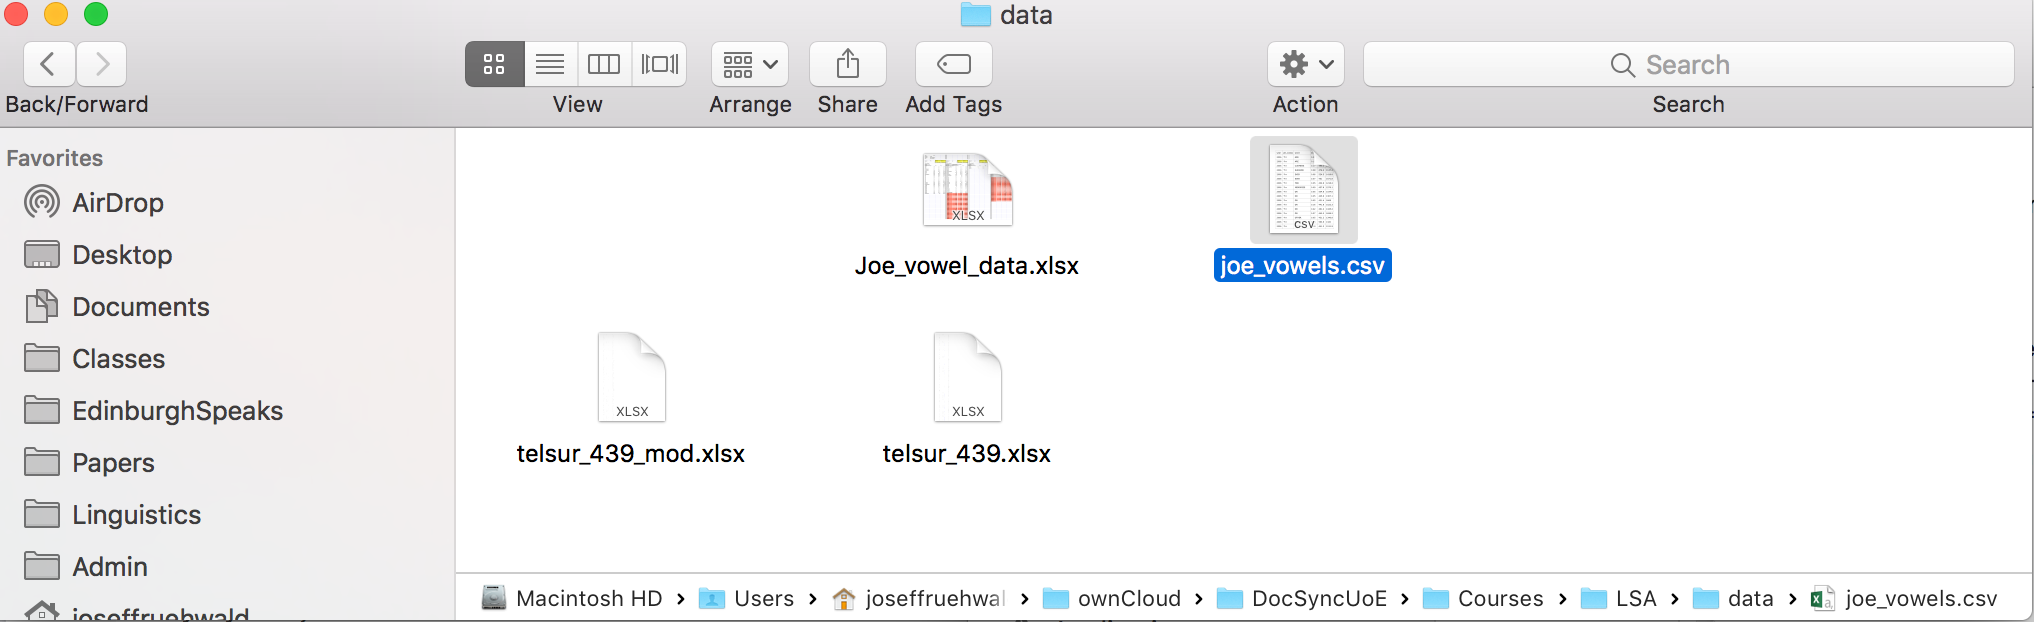 data
Back/Forward
View
Arrange
Share
Add Tags
Action
Search
Search
Favorites
AirDrop
Desktop
Documents
Classes
EdinburghSpeaks
Papers
Linguistics
Admin
joseffruehwald
XLSX
Joe_vowel_data.xlsx
CSV
joe_vowels.csv
XLSX
telsur_439_mod.xlsx
XLSX
telsur_439.xlsx
Macintosh HD › Users › joseffruehwal › ownCloud › DocSyncUoE › Courses › LSA › data › joe_vowels.csv